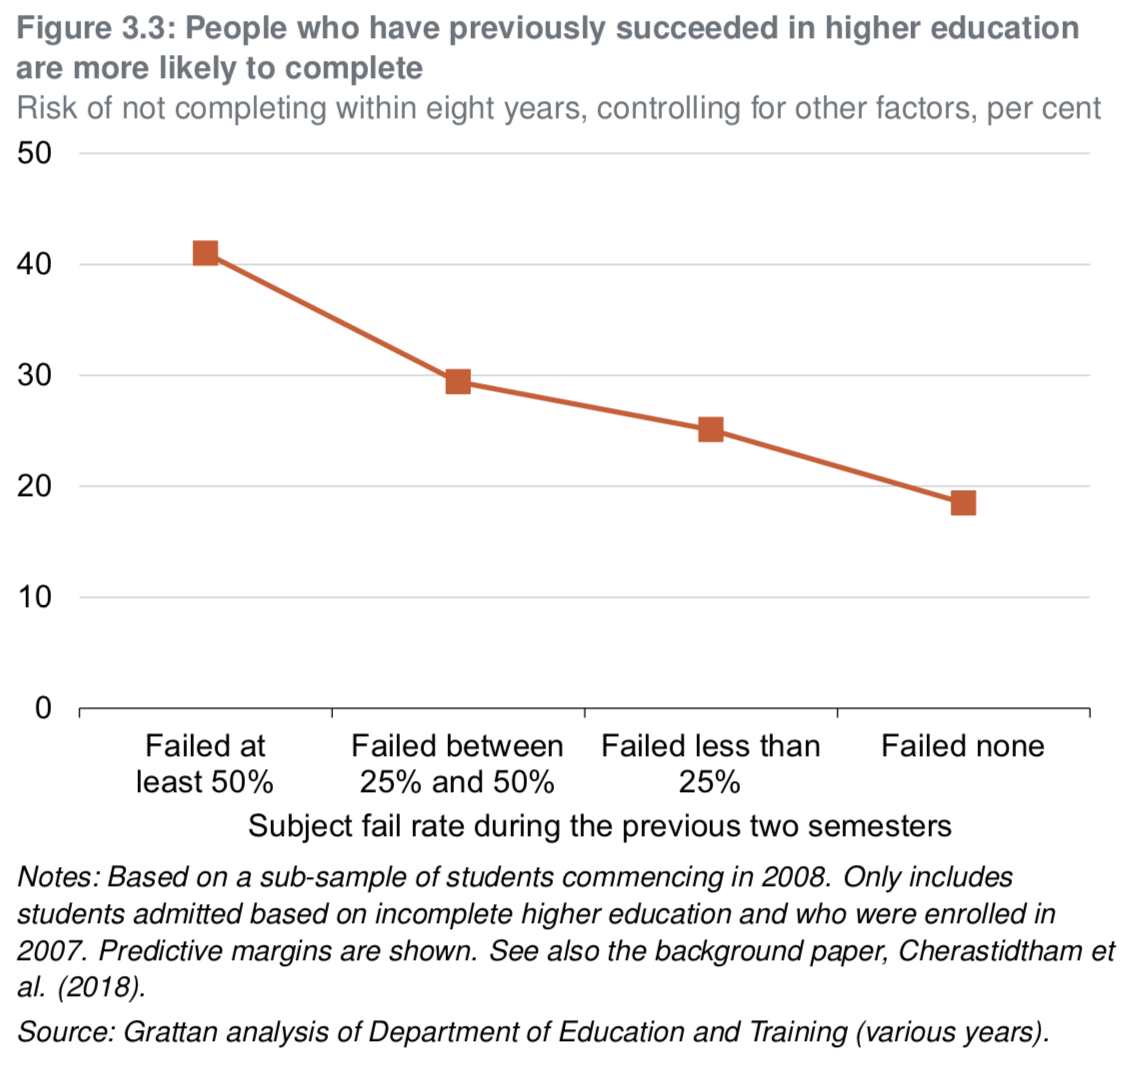 Figure 3.3: People who have previously succeeded in higher education
are more likely to complete
Risk of not completing within eight years, controlling for other factors, per cent
50
40
30
20
10
0
Failed at
least 50%
Failed between
25% and 50%
Failed less than
25%
Failed none
Subject fail rate during the previous two semesters
Notes: Based on a sub-sample of students commencing in 2008. Only includes
students admitted based on incomplete higher education and who were enrolled in
2007. Predictive margins are shown. See also the background paper, Cherastidtham et
al. (2018).
Source: Grattan analysis of Department of Education and Training (various years).